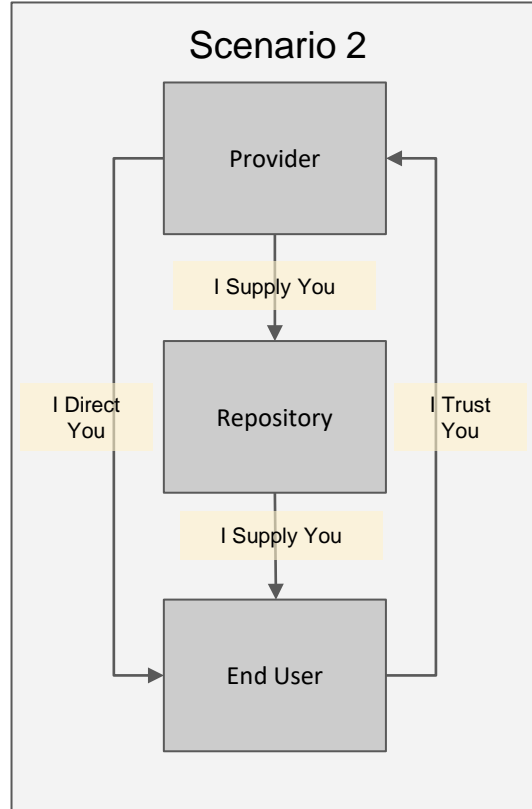 Scenario 2
Provider
I Supply You
I Direct
You
Repository
I Trust
You
I Supply You
End User